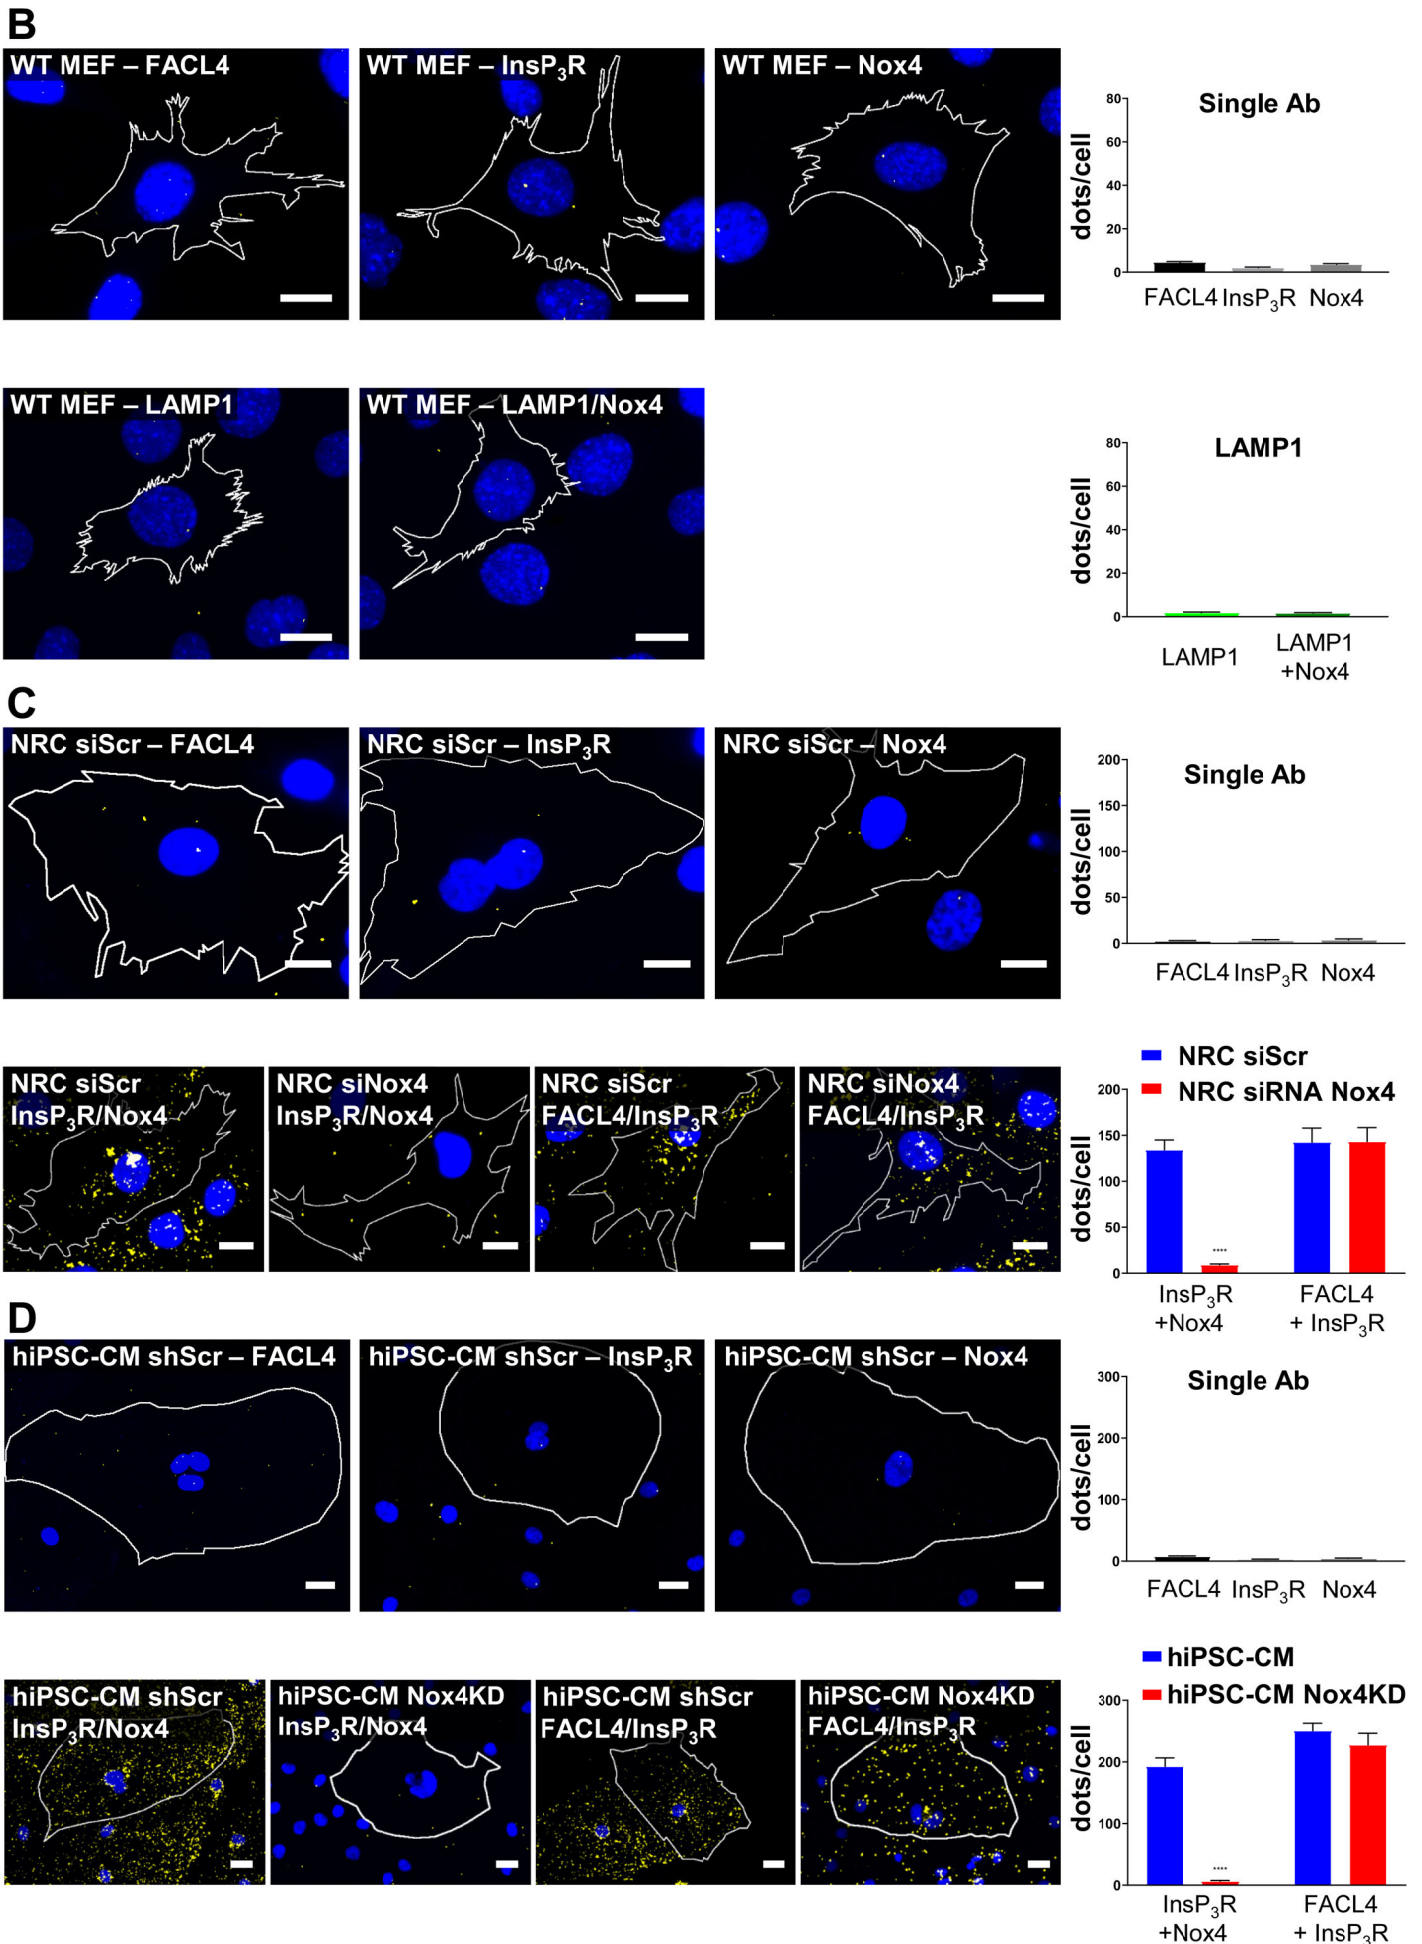 B
WT MEF – FACL4
WT MEF – InsP₃R
WT MEF – Nox4
Single Ab
dots/cell
80
60
40
20
0
FACL4 InsP₃R Nox4
WT MEF – LAMP1
WT MEF – LAMP1/Nox4
LAMP1
dots/cell
80
60
40
20
0
LAMP1
LAMP1
+Nox4
C
NRC siScr – FACL4
NRC siScr – InsP₃R
NRC siScr – Nox4
Single Ab
dots/cell
200
150
100
50
0
FACL4 InsP₃R Nox4
NRC siScr
InsP₃R/Nox4
NRC siNox4
InsP₃R/Nox4
NRC siScr
FACL4/InsP₃R
NRC siNox4
FACL4/InsP₃R
NRC siScr
NRC siRNA Nox4
dots/cell
200
150
100
50
0
****
InsP₃R
+Nox4
FACL4
+ InsP₃R
D
hiPSC-CM shScr – FACL4
hiPSC-CM shScr – InsP₃R
hiPSC-CM shScr – Nox4
Single Ab
dots/cell
300
200
100
0
FACL4 InsP₃R Nox4
hiPSC-CM shScr
InsP₃R/Nox4
hiPSC-CM Nox4KD
InsP₃R/Nox4
hiPSC-CM shScr
FACL4/InsP₃R
hiPSC-CM Nox4KD
FACL4/InsP₃R
hiPSC-CM
hiPSC-CM Nox4KD
dots/cell
300
200
100
0
****
InsP₃R
+Nox4
FACL4
+ InsP₃R